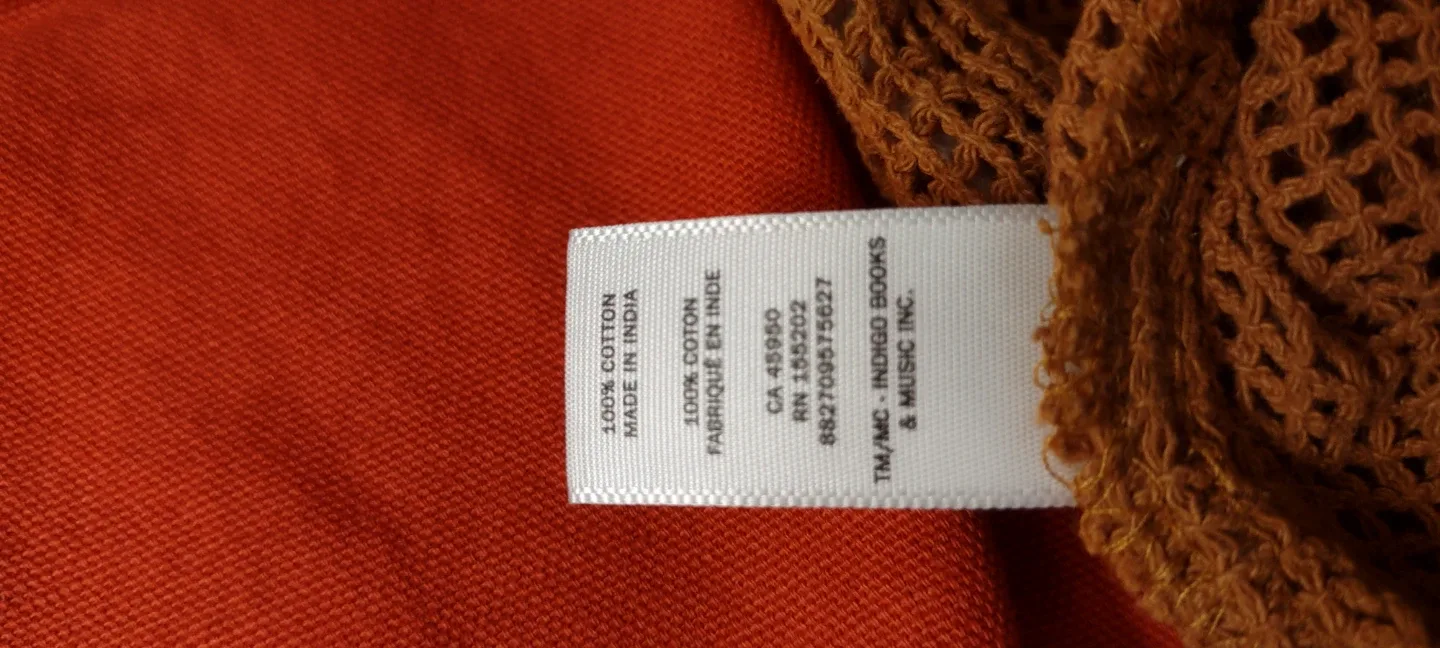 100% COTTON
MADE IN INDIA
100% COTON
FABRIQUÉ EN INDE
CA 45950
RN 155202
882709575627
TM/MC - INDIGO BOOKS
& MUSIC INC.